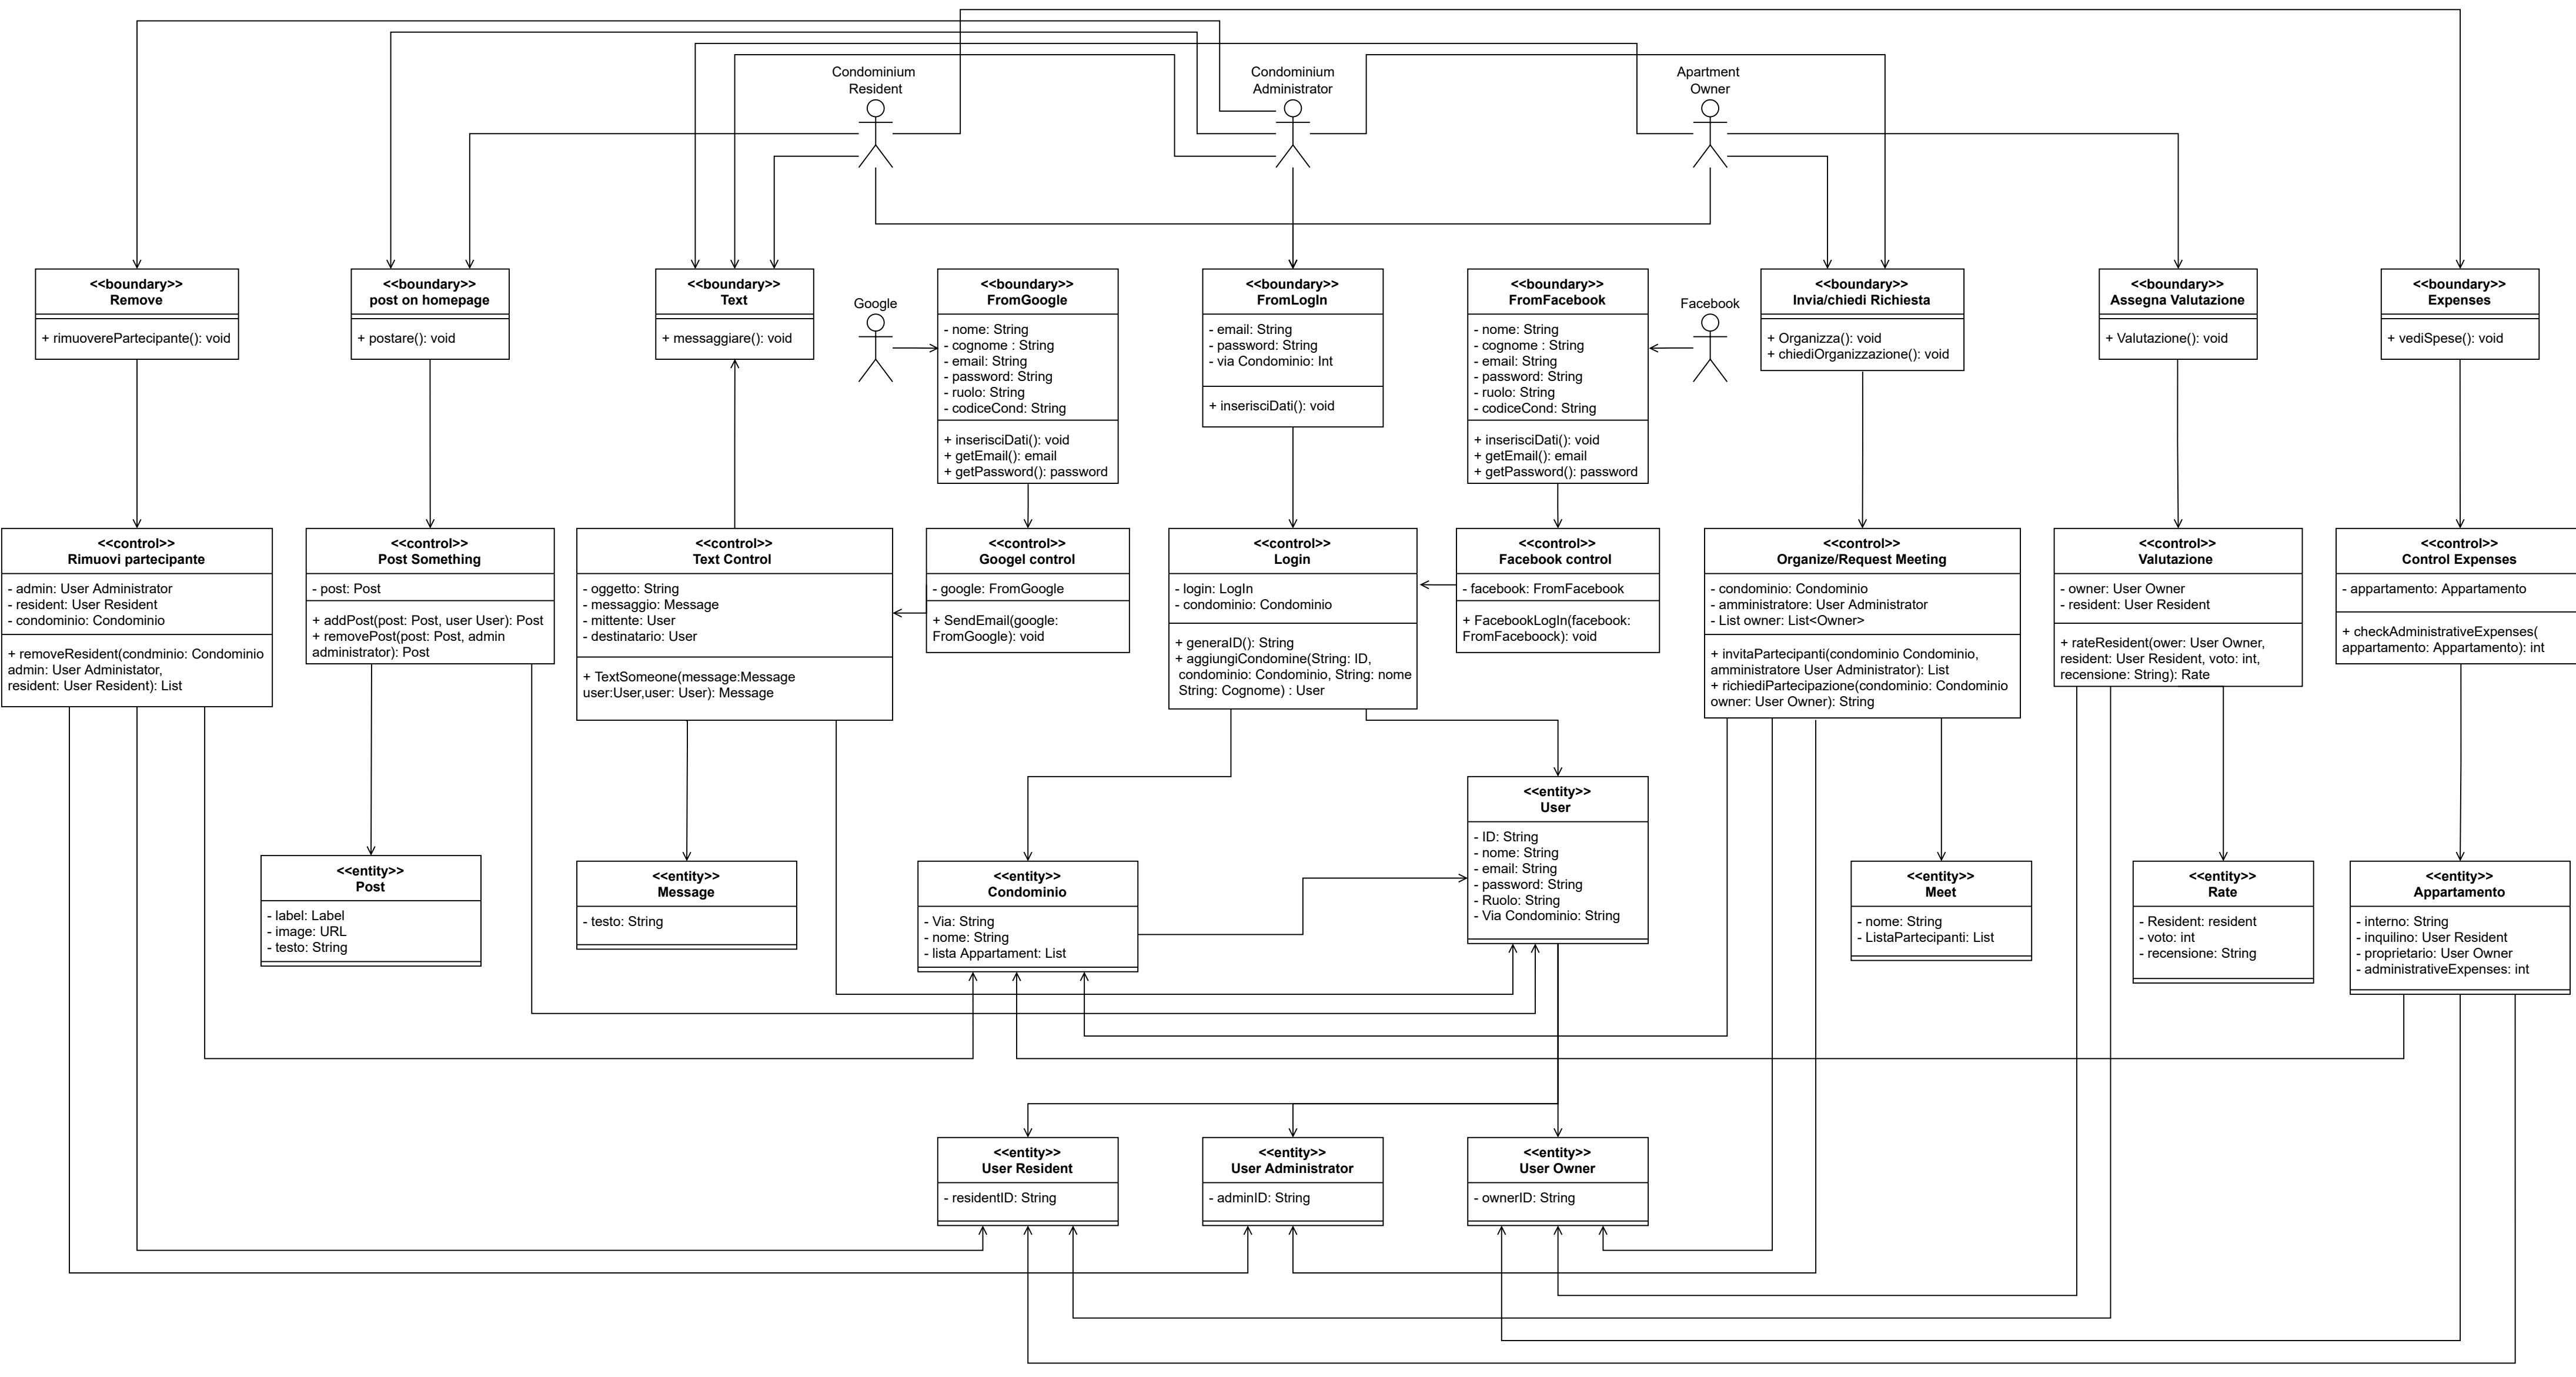 Condominium
Resident
Condominium
Administrator
Apartment
Owner
<<boundary>>
Remove
+ rimuoverePartecipante(): void
<<boundary>>
post on homepage
+ postare(): void
<<boundary>>
Text
+ messaggiare(): void
Google
<<boundary>>
FromGoogle
- nome: String
- cognome : String
- email: String
- password: String
- ruolo: String
- codiceCond: String
+ inserisciDati(): void
+ getEmail(): email
+ getPassword(): password
<<boundary>>
FromLogIn
- email: String
- password: String
- via Condominio: Int
+ inserisciDati(): void
<<boundary>>
FromFacebook
- nome: String
- cognome : String
- email: String
- password: String
- ruolo: String
- codiceCond: String
+ inserisciDati(): void
+ getEmail(): email
+ getPassword(): password
Facebook
<<boundary>>
Invia/chiedi Richiesta
+ Organizza(): void
+ chiediOrganizzazione(): void
<<boundary>>
Assegna Valutazione
+ Valutazione(): void
<<boundary>>
Expenses
+ vediSpese(): void
<<control>>
Rimuovi partecipante
- admin: User Administrator
- resident: User Resident
- condominio: Condominio
+ removeResident(condminio: Condominio
admin: User Administator,
resident: User Resident): List
<<control>>
Post Something
- post: Post
+ addPost(post: Post, user User): Post
+ removePost(post: Post, admin
administrator): Post
<<control>>
Text Control
- oggetto: String
- messaggio: Message
- mittente: User
- destinatario: User
+ TextSomeone(message:Message
user:User,user: User): Message
<<control>>
Googel control
- google: FromGoogle
+ SendEmail(google:
FromGoogle): void
<<control>>
Login
- login: LogIn
- condominio: Condominio
+ generaID(): String
+ aggiungiCondomine(String: ID,
condominio: Condominio, String: nome
String: Cognome) : User
<<control>>
Facebook control
- facebook: FromFacebook
+ FacebookLogIn(facebook:
FromFaceboock): void
<<control>>
Organize/Request Meeting
- condominio: Condominio
- amministratore: User Administrator
- List owner: List<Owner>
+ invitaPartecipanti(condominio Condominio,
amministratore User Administrator): List
+ richiediPartecipazione(condominio: Condominio
owner: User Owner): String
<<control>>
Valutazione
- owner: User Owner
- resident: User Resident
+ rateResident(ower: User Owner,
resident: User Resident, voto: int,
recensione: String): Rate
<<control>>
Control Expenses
- appartamento: Appartamento
+ checkAdministrativeExpenses(
appartamento: Appartamento): int
<<entity>>
Post
- label: Label
- image: URL
- testo: String
<<entity>>
Message
- testo: String
<<entity>>
Condominio
- Via: String
- nome: String
- lista Appartament: List
<<entity>>
User
- ID: String
- nome: String
- email: String
- password: String
- Ruolo: String
- Via Condominio: String
<<entity>>
Meet
- nome: String
- ListaPartecipanti: List
<<entity>>
Rate
- Resident: resident
- voto: int
- recensione: String
<<entity>>
Appartamento
- interno: String
- inquilino: User Resident
- proprietario: User Owner
- administrativeExpenses: int
<<entity>>
User Resident
- residentID: String
<<entity>>
User Administrator
- adminID: String
<<entity>>
User Owner
- ownerID: String